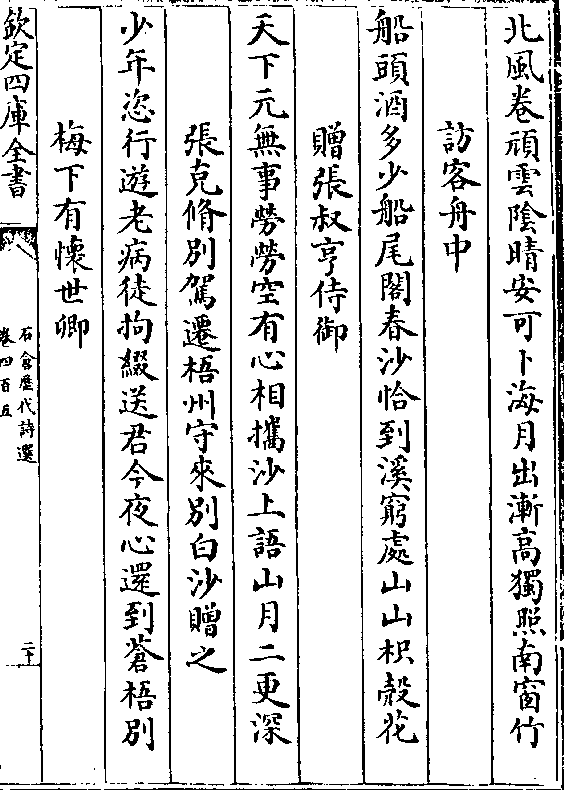 北風卷頑雲陰晴安可卜海月出漸高獨照南窗竹
訪客舟中
船頭酒多少船尾閣春沙恰到溪窮處山山枳殼花
贈張叔亨侍御
天下元無事勞勞空有心相攜沙上語山月二更深
張克脩別駕遷梧州守來別白沙贈之
少年恣行遊老病徒拘綴送君今夜心還到蒼梧別
梅下有懷世卿
欽定四庫全書
石倉歷代詩選
卷四百五
二十